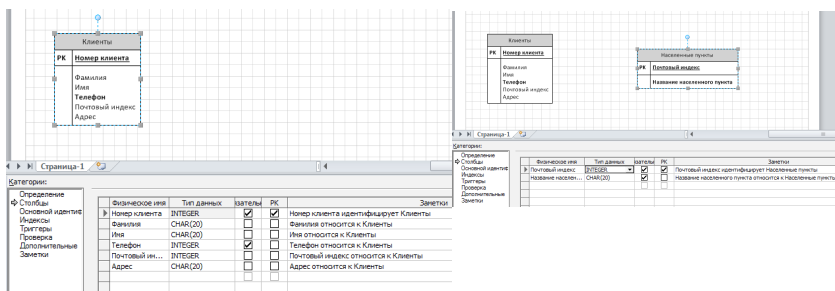 Клиенты
PK Номер клиента
Фамилия
Имя
Телефон
Почтовый индекс
Адрес
Страница-1
Категории:
Определение
Столбцы
Основной идентиф
Индексы
Триггеры
Проверка
Дополнительные
Заметки
Физическое имя Тип данных язательы PK Заметки
Номер клиента INTEGER Номер клиента идентифицирует Клиенты
Фамилия CHAR(20) Фамилия относится к Клиенты
Имя CHAR(20) Имя относится к Клиенты
Телефон INTEGER Телефон относится к Клиенты
Почтовый ин... INTEGER Почтовый индекс относится к Клиенты
Адрес CHAR(20) Адрес относится к Клиенты
Клиенты
PK Номер клиента
Фамилия
Имя
Телефон
Почтовый индекс
Адрес
Населенные пункты
PK Почтовый индекс
Название населенного пункта
Страница-1
Категории:
Определение
Столбцы
Основной идентиф
Индексы
Триггеры
Проверка
Дополнительные
Заметки
Физическое имя Тип данных язательы PK Заметки
Почтовый индекс INTEGER Почтовый индекс идентифицирует Населенные пункты
Название населен... CHAR(20) Название населенного пункта относится к Населенные пункты